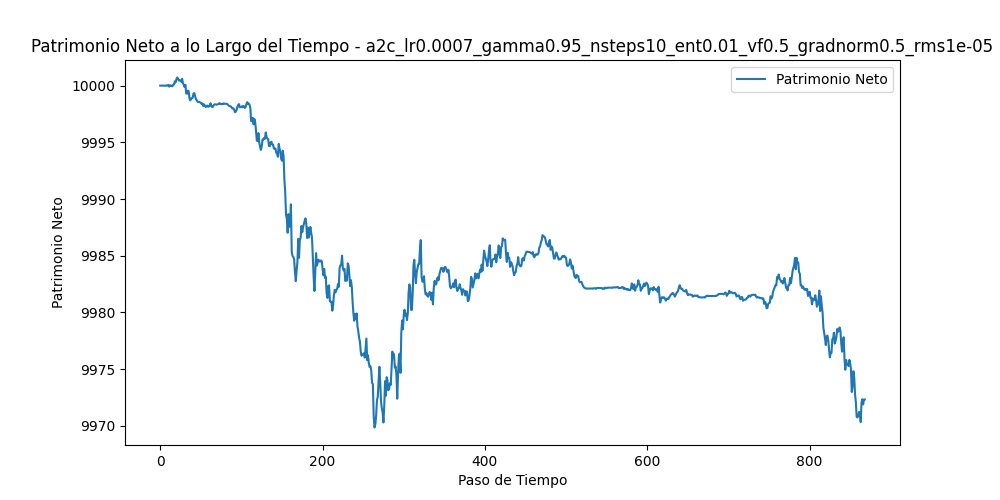 Patrimonio Neto a lo Largo del Tiempo - a2c_lr0.0007_gamma0.95_nsteps10_ent0.01_vf0.5_gradnorm0.5_rms1e-05
Patrimonio Neto
Patrimonio Neto
10000
9995
9990
9985
9980
9975
9970
0 200 400 600 800
Paso de Tiempo